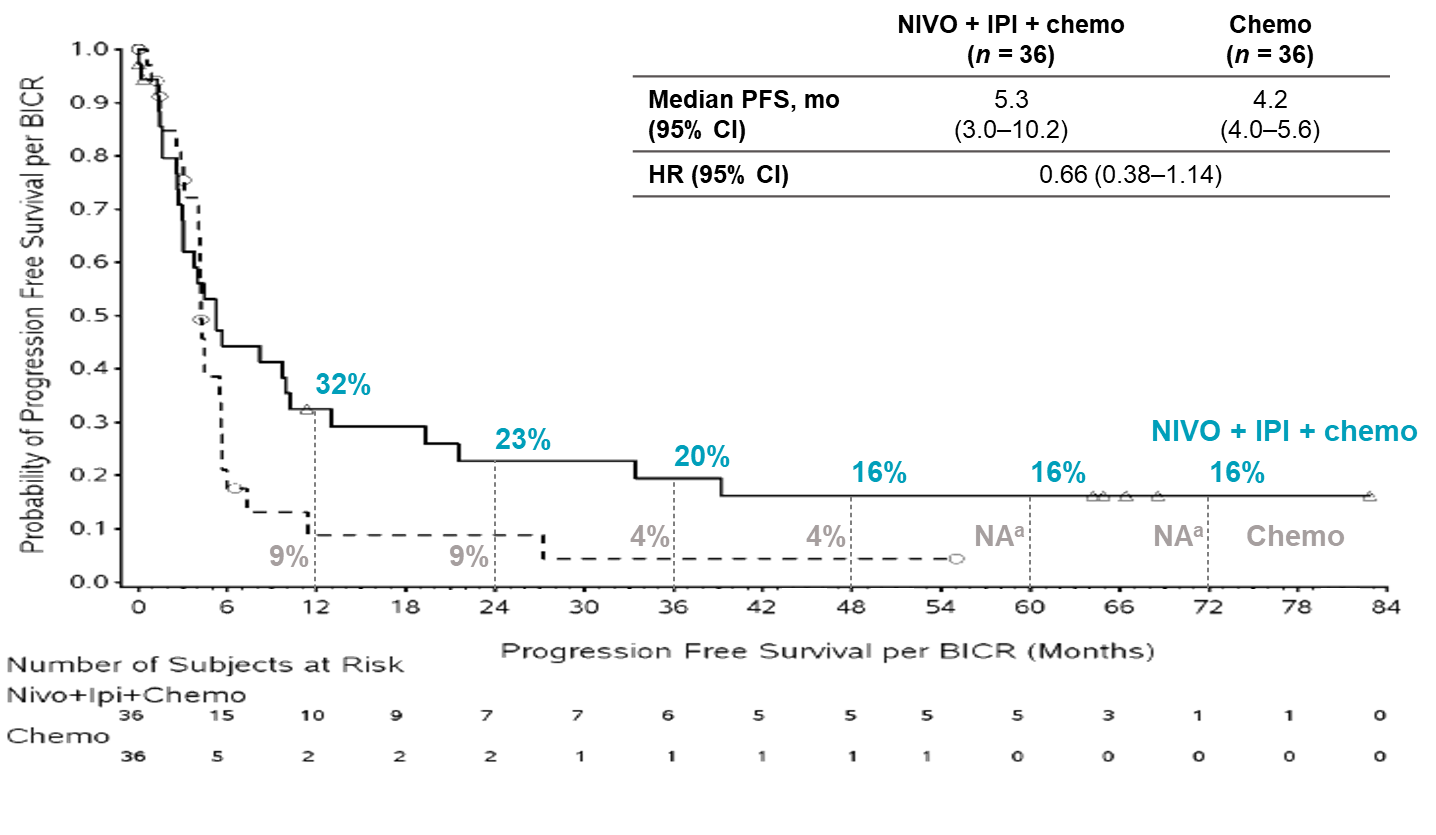 NIVO + IPI + chemo Chemo
(n = 36) (n = 36)
Median PFS, mo 5.3 4.2
(95% CI) (3.0–10.2) (4.0–5.6)
HR (95% CI) 0.66 (0.38–1.14)
Probability of Progression Free Survival per BICR
1.0
0.9
0.8
0.7
0.6
0.5
0.4
0.3
0.2
0.1
0.0
32%
23%
20%
16%
16%
16%
NIVO + IPI + chemo
9%
9%
4%
4%
NAª
NAª
Chemo
0 6 12 18 24 30 36 42 48 54 60 66 72 78 84
Progression Free Survival per BICR (Months)
Number of Subjects at Risk
Nivo+Ipi+Chemo
36 15 10 9 7 7 6 5 5 5 5 3 1 1 0
Chemo
36 5 2 2 2 1 1 1 1 1 0 0 0 0 0